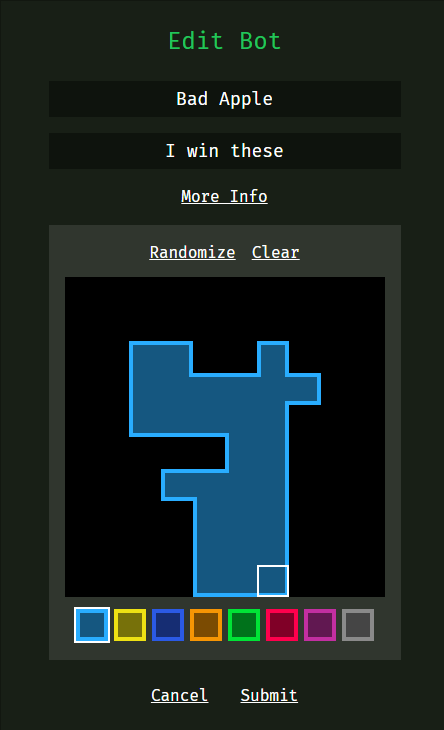 Edit Bot
Bad Apple
I win these
More Info
Randomize Clear
Cancel Submit